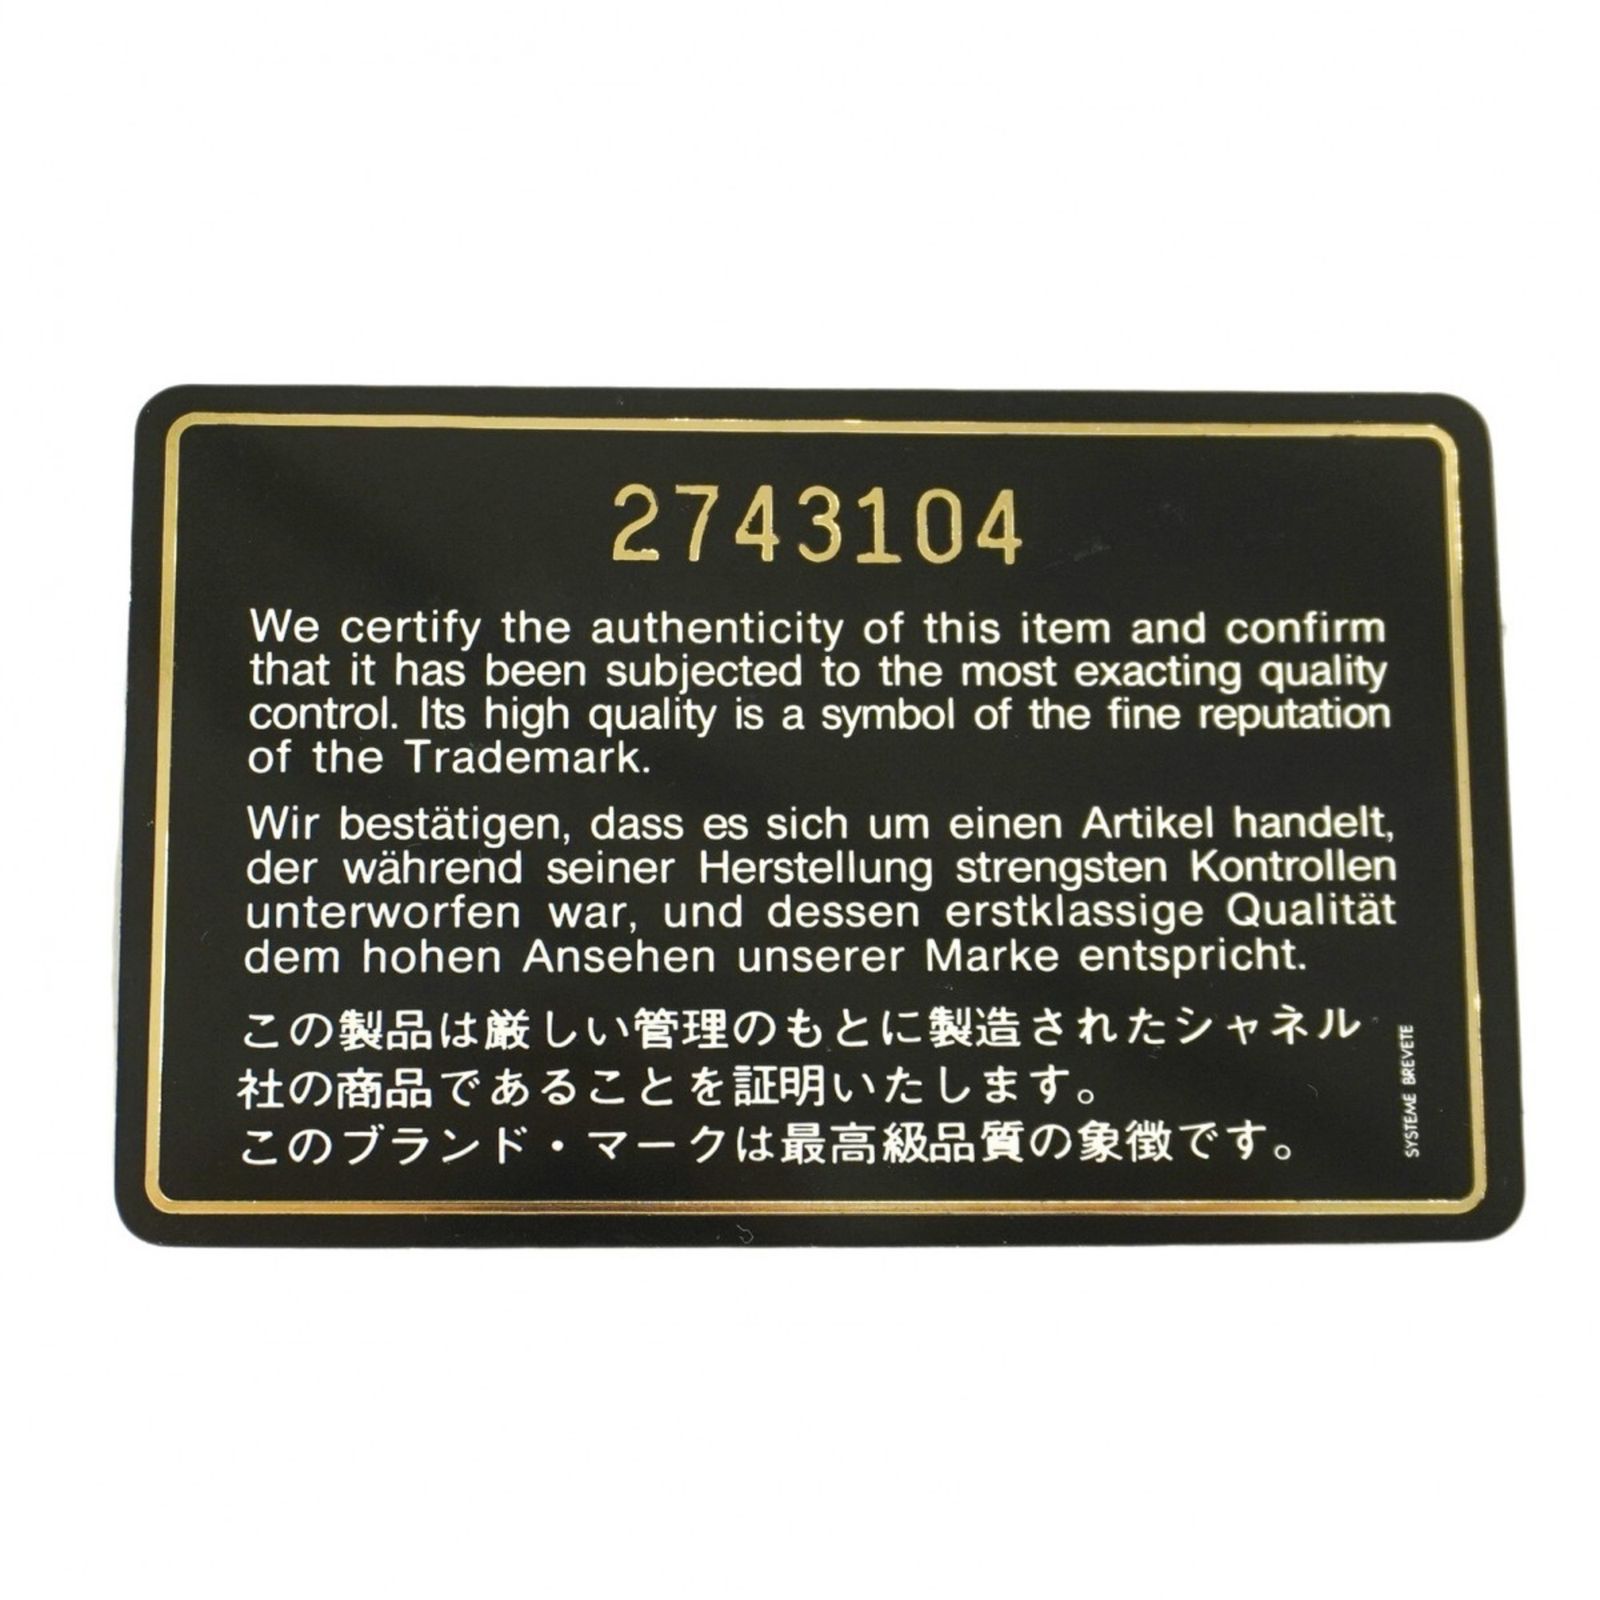 2743104
We certify the authenticity of this item and confirm
that it has been subjected to the most exacting quality
control. Its high quality is a symbol of the fine reputation
of the Trademark.
Wir bestätigen, dass es sich um einen Artikel handelt,
der während seiner Herstellung strengsten Kontrollen
unterworfen war, und dessen erstklassige Qualität
dem hohen Ansehen unserer Marke entspricht.
この製品は厳しい管理のもとに製造されたシャネル
社の商品であることを証明いたします。
このブランド・マークは最高級品質の象徴です。
SYSTEME BREVETE